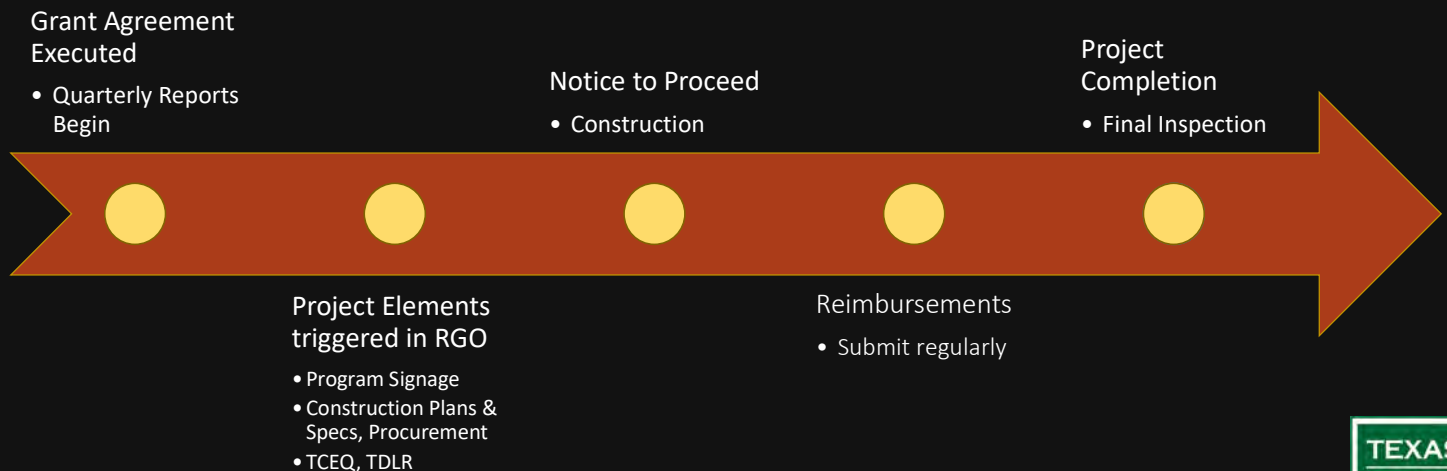 Grant Agreement
Executed
• Quarterly Reports
Begin
Project Elements
triggered in RGO
• Program Signage
• Construction Plans &
Specs, Procurement
• TCEQ, TDLR
Notice to Proceed
• Construction
Reimbursements
• Submit regularly
Project
Completion
• Final Inspection
TEXAS